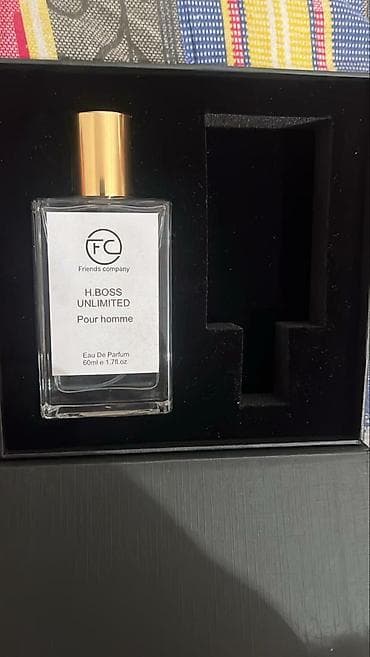 FC
Friends company
H.BOSS
UNLIMITED
Pour homme
Eau De Parfum
60ml e 1.7fl.oz